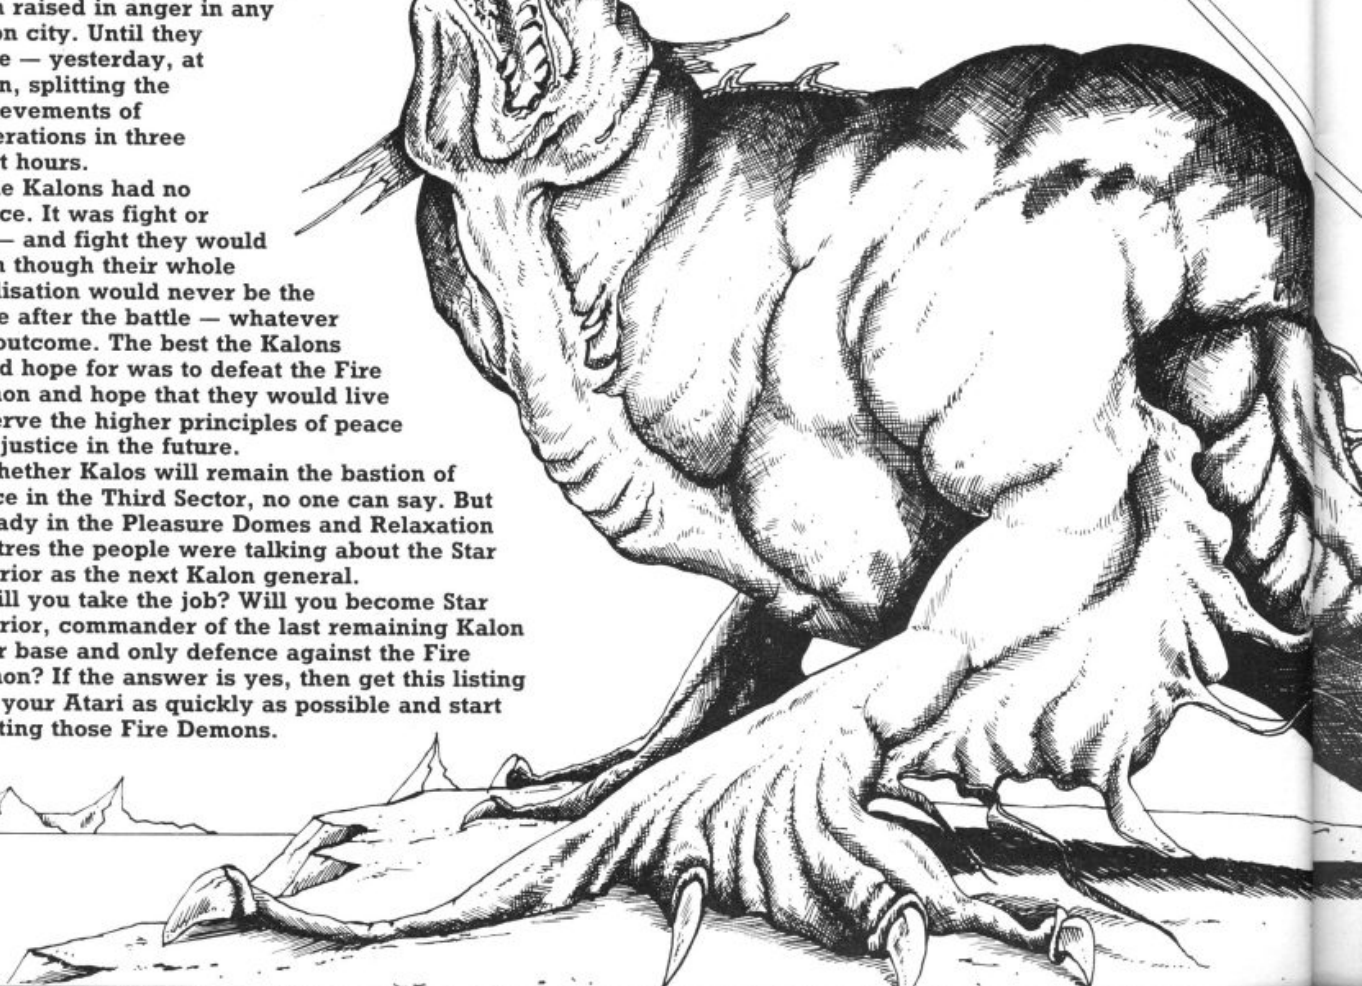 raised in anger in any
on city. Until they
e — yesterday, at
n, splitting the
evements of
erations in three
t hours.
e Kalons had no
ce. It was fight or
— and fight they would
n though their whole
lisation would never be the
e after the battle — whatever
outcome. The best the Kalons
d hope for was to defeat the Fire
on and hope that they would live
erve the higher principles of peace
justice in the future.
hether Kalos will remain the bastion of
ce in the Third Sector, no one can say. But
ady in the Pleasure Domes and Relaxation
tres the people were talking about the Star
rior as the next Kalon general.
ill you take the job? Will you become Star
rior, commander of the last remaining Kalon
r base and only defence against the Fire
on? If the answer is yes, then get this listing
your Atari as quickly as possible and start
ting those Fire Demons.